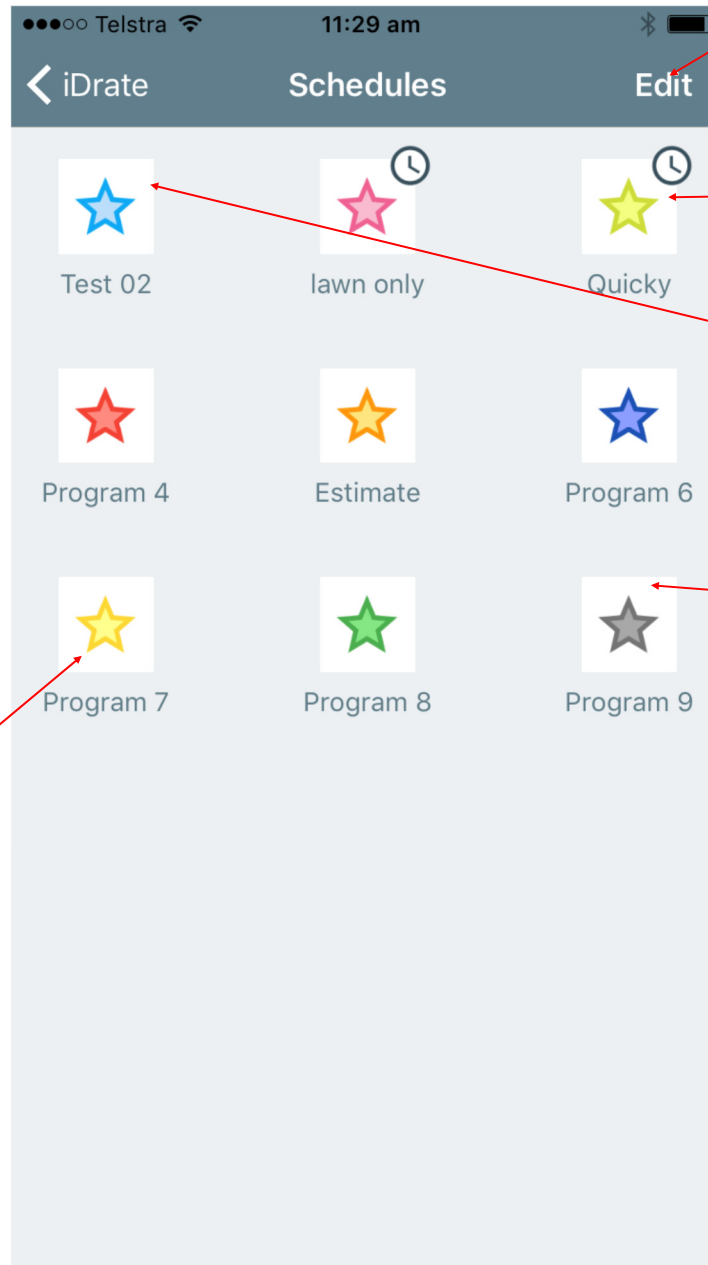 Telstra 11:29 am
iDrate Schedules Edit
Test 02 lawn only Quicky
Program 4 Estimate Program 6
Program 7 Program 8 Program 9